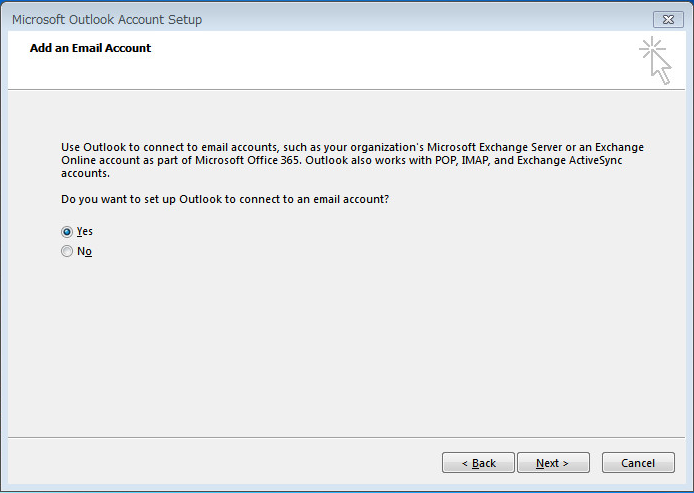 Microsoft Outlook Account Setup
Add an Email Account
Use Outlook to connect to email accounts, such as your organization's Microsoft Exchange Server or an Exchange
Online account as part of Microsoft Office 365. Outlook also works with POP, IMAP, and Exchange ActiveSync
accounts.
Do you want to set up Outlook to connect to an email account?
Yes
No
< Back
Next >
Cancel